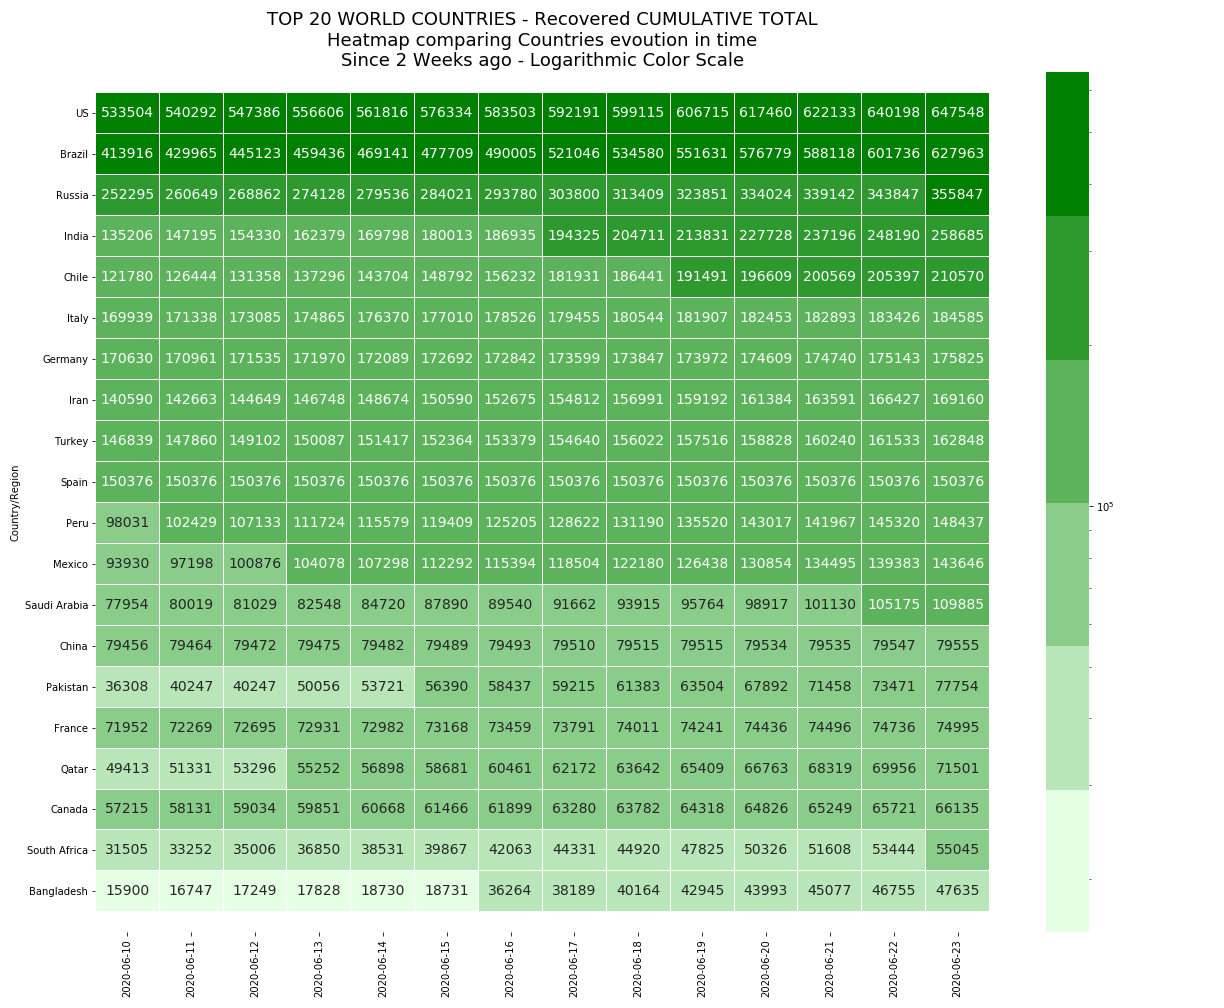 TOP 20 WORLD COUNTRIES - Recovered CUMULATIVE TOTAL
Heatmap comparing Countries evoution in time
Since 2 Weeks ago - Logarithmic Color Scale
US 533504 540292 547386 556606 561816 576334 583503 592191 599115 606715 617460 622133 640198 647548
Brazil 413916 429965 445123 459436 469141 477709 490005 521046 534580 551631 576779 588118 601736 627963
Russia 252295 260649 268862 274128 279536 284021 293780 303800 313409 323851 334024 339142 343847 355847
India 135206 147195 154330 162379 169798 180013 186935 194325 204711 213831 227728 237196 248190 258685
Chile 121780 126444 131358 137296 143704 148792 156232 181931 186441 191491 196609 200569 205397 210570
Italy 169939 171338 173085 174865 176370 177010 178526 179455 180544 181907 182453 182893 183426 184585
Germany 170630 170961 171535 171970 172089 172692 172842 173599 173847 173972 174609 174740 175143 175825
Iran 140590 142663 144649 146748 148674 150590 152675 154812 156991 159192 161384 163591 166427 169160
Turkey 146839 147860 149102 150087 151417 152364 153379 154640 156022 157516 158828 160240 161533 162848
Spain 150376 150376 150376 150376 150376 150376 150376 150376 150376 150376 150376 150376 150376 150376
Peru 98031 102429 107133 111724 115579 119409 125205 128622 131190 135520 143017 141967 145320 148437
Mexico 93930 97198 100876 104078 107298 112292 115394 118504 122180 126438 130854 134495 139383 143646
Saudi Arabia 77954 80019 81029 82548 84720 87890 89540 91662 93915 95764 98917 101130 105175 109885
China 79456 79464 79472 79475 79482 79489 79493 79510 79515 79515 79534 79535 79547 79555
Pakistan 36308 40247 40247 50056 53721 56390 58437 59215 61383 63504 67892 71458 73471 77754
France 71952 72269 72695 72931 72982 73168 73459 73791 74011 74241 74436 74496 74736 74995
Qatar 49413 51331 53296 55252 56898 58681 60461 62172 63642 65409 66763 68319 69956 71501
Canada 57215 58131 59034 59851 60668 61466 61899 63280 63782 64318 64826 65249 65721 66135
South Africa 31505 33252 35006 36850 38531 39867 42063 44331 44920 47825 50326 51608 53444 55045
Bangladesh 15900 16747 17249 17828 18730 18731 36264 38189 40164 42945 43993 45077 46755 47635
2020-06-10 2020-06-11 2020-06-12 2020-06-13 2020-06-14 2020-06-15 2020-06-16 2020-06-17 2020-06-18 2020-06-19 2020-06-20 2020-06-21 2020-06-22 2020-06-23
Country/Region
10⁵